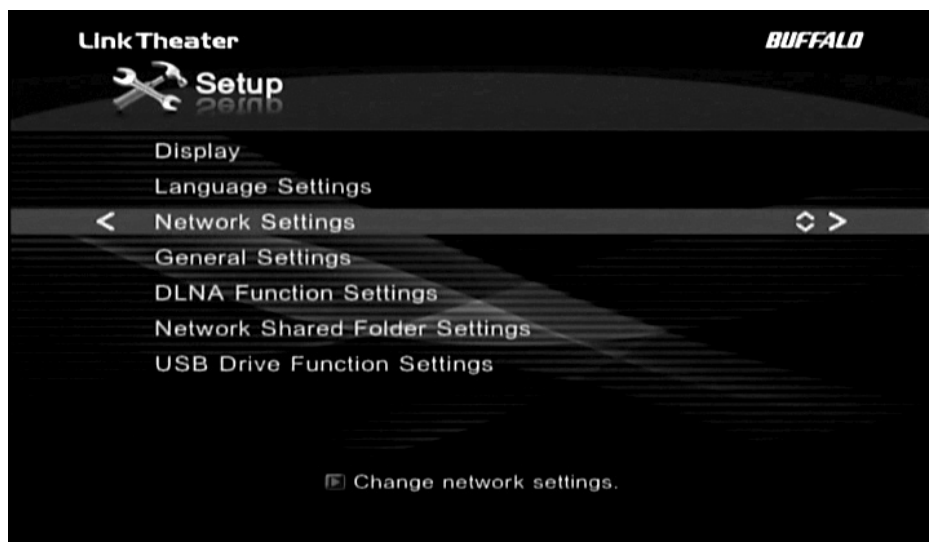 LinkTheater
BUFFALO
Setup
Display
Language Settings
< Network Settings >
General Settings
DLNA Function Settings
Network Shared Folder Settings
USB Drive Function Settings
Change network settings.